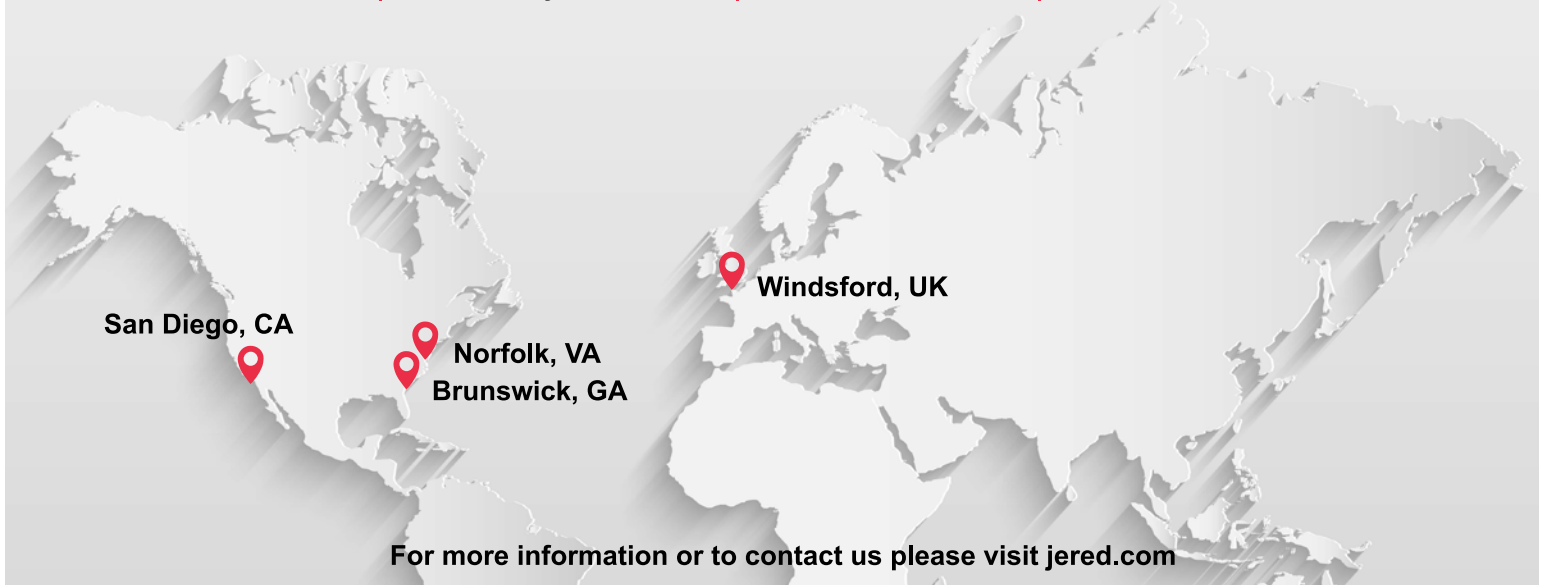 Windsford, UK
San Diego, CA
Norfolk, VA
Brunswick, GA
For more information or to contact us please visit jered.com